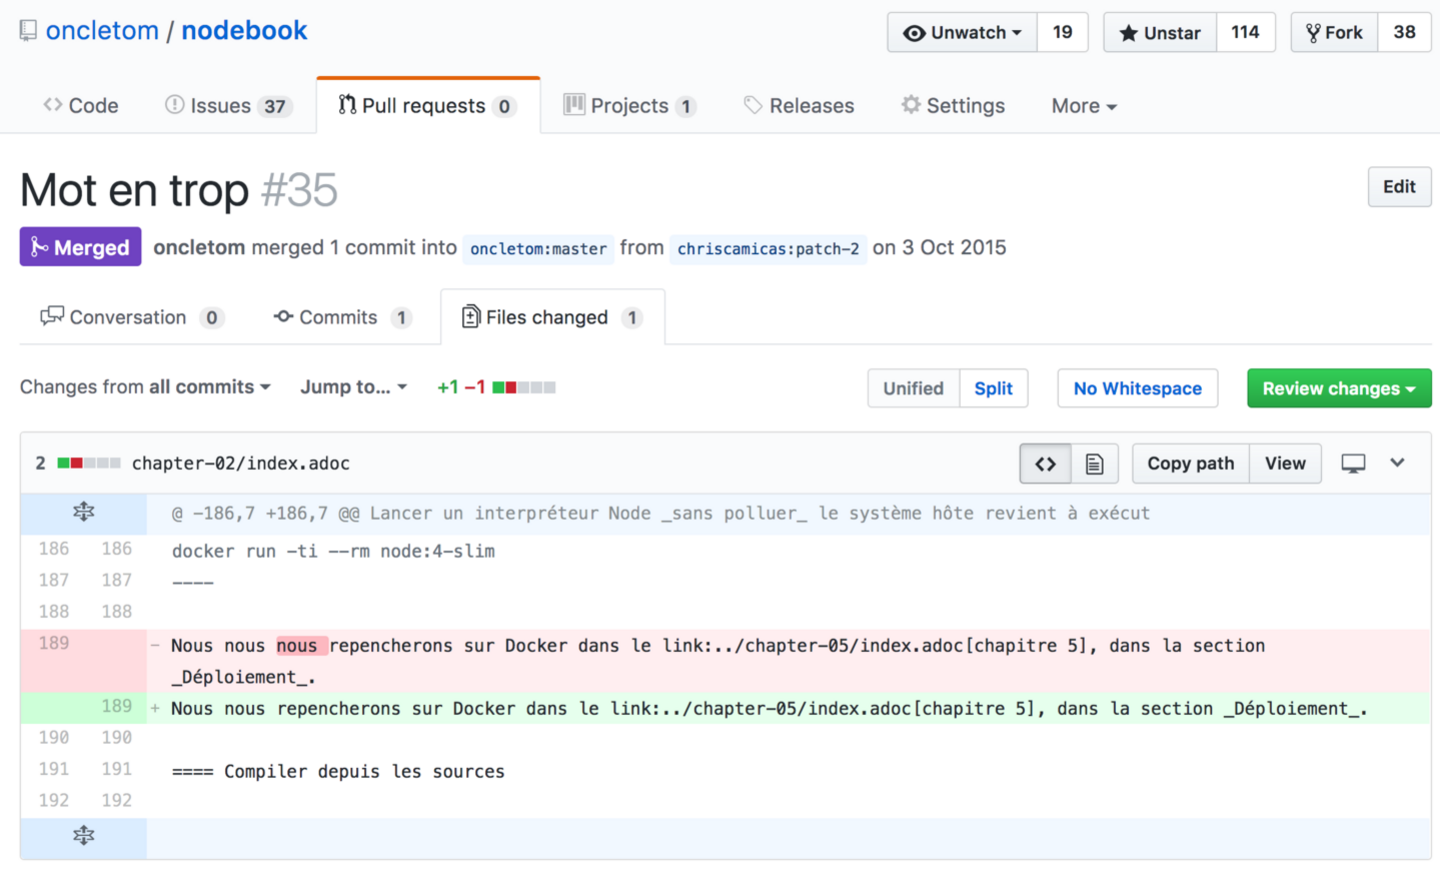 oncletom / nodebook
Unwatch 19 Unstar 114 Fork 38
Code Issues 37 Pull requests 0 Projects 1 Releases Settings More
Mot en trop #35
Edit
Merged oncletom merged 1 commit into oncletom:master from chriscamicas:patch-2 on 3 Oct 2015
Conversation 0 Commits 1 Files changed 1
Changes from all commits Jump to... +1 −1 Unified Split No Whitespace Review changes
2 chapter-02/index.adoc <> Copy path View
@ -186,7 +186,7 @@ Lancer un interpréteur Node _sans polluer_ le système hôte revient à exécut
186 186 docker run -ti --rm node:4-slim
187 187 ----
188 188
189 - Nous nous nous repencherons sur Docker dans le link:../chapter-05/index.adoc[chapitre 5], dans la section
_Déploiement_.
189 + Nous nous repencherons sur Docker dans le link:../chapter-05/index.adoc[chapitre 5], dans la section _Déploiement_.
190 190
191 191 ==== Compiler depuis les sources
192 192